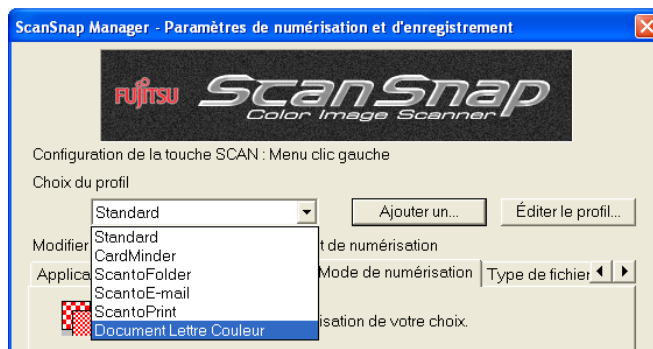 ScanSnap Manager - Paramètres de numérisation et d'enregistrement
FUJITSU ScanSnap
Color Image Scanner
Configuration de la touche SCAN : Menu clic gauche
Choix du profil
Standard Ajouter un... Éditer le profil...
Standard
Modifier t de numérisation
CardMinder
Applica Mode de numérisation Type de fichier
ScantoFolder
ScantoE-mail
ScantoPrint
isation de votre choix.
Document Lettre Couleur